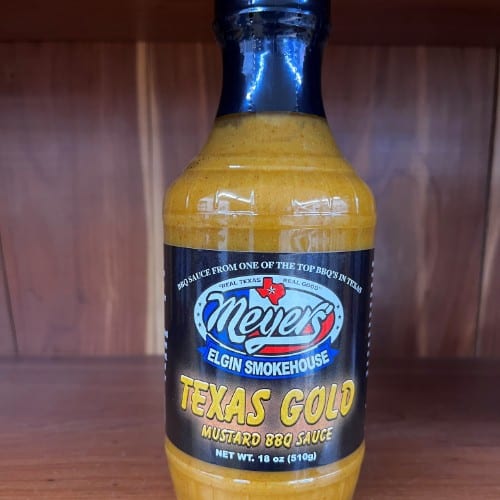 BBQ SAUCE FROM ONE OF THE TOP BBQ'S IN TEXAS
"REAL TEXAS REAL GOOD"
Meyer's
ELGIN SMOKEHOUSE
TEXAS GOLD
MUSTARD BBQ SAUCE
NET WT. 18 oz (510g)